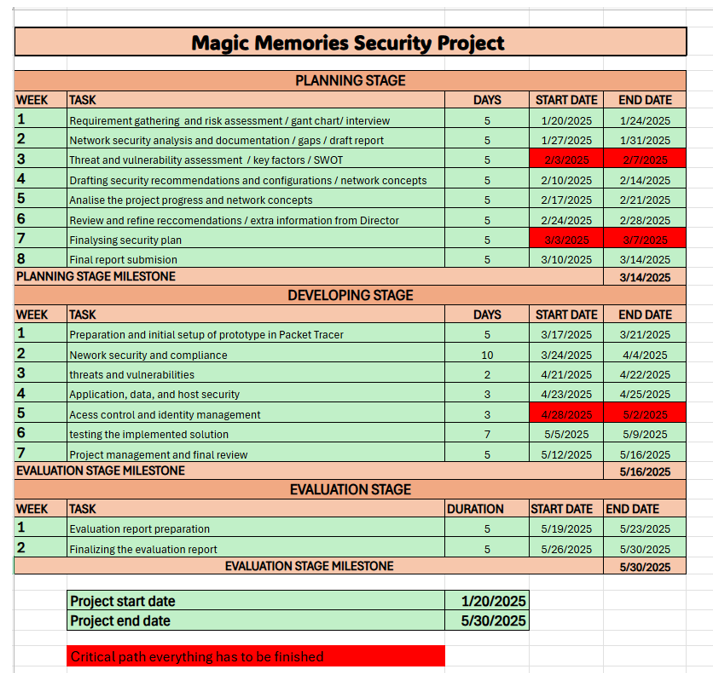 Magic Memories Security Project
PLANNING STAGE
WEEK TASK DAYS START DATE END DATE
1 Requirement gathering and risk assessment / gant chart/ interview 5 1/20/2025 1/24/2025
2 Network security analysis and documentation / gaps / draft report 5 1/27/2025 1/31/2025
3 Threat and vulnerability assessment / key factors / SWOT 5 2/3/2025 2/7/2025
4 Drafting security recommendations and configurations / network concepts 5 2/10/2025 2/14/2025
5 Analise the project progress and network concepts 5 2/17/2025 2/21/2025
6 Review and refine reccomendations / extra information from Director 5 2/24/2025 2/28/2025
7 Finalysing security plan 5 3/3/2025 3/7/2025
8 Final report submision 5 3/10/2025 3/14/2025
PLANNING STAGE MILESTONE 3/14/2025
DEVELOPING STAGE
WEEK TASK DAYS START DATE END DATE
1 Preparation and initial setup of prototype in Packet Tracer 5 3/17/2025 3/21/2025
2 Nework security and compliance 10 3/24/2025 4/4/2025
3 threats and vulnerabilities 2 4/21/2025 4/22/2025
4 Application, data, and host security 3 4/23/2025 4/25/2025
5 Acess control and identity management 3 4/28/2025 5/2/2025
6 testing the implemented solution 7 5/5/2025 5/9/2025
7 Project management and final review 5 5/12/2025 5/16/2025
EVALUATION STAGE MILESTONE 5/16/2025
EVALUATION STAGE
WEEK TASK DURATION START DATE END DATE
1 Evaluation report preparation 5 5/19/2025 5/23/2025
2 Finalizing the evaluation report 5 5/26/2025 5/30/2025
EVALUATION STAGE MILESTONE 5/30/2025
Project start date 1/20/2025
Project end date 5/30/2025
Critical path everything has to be finished